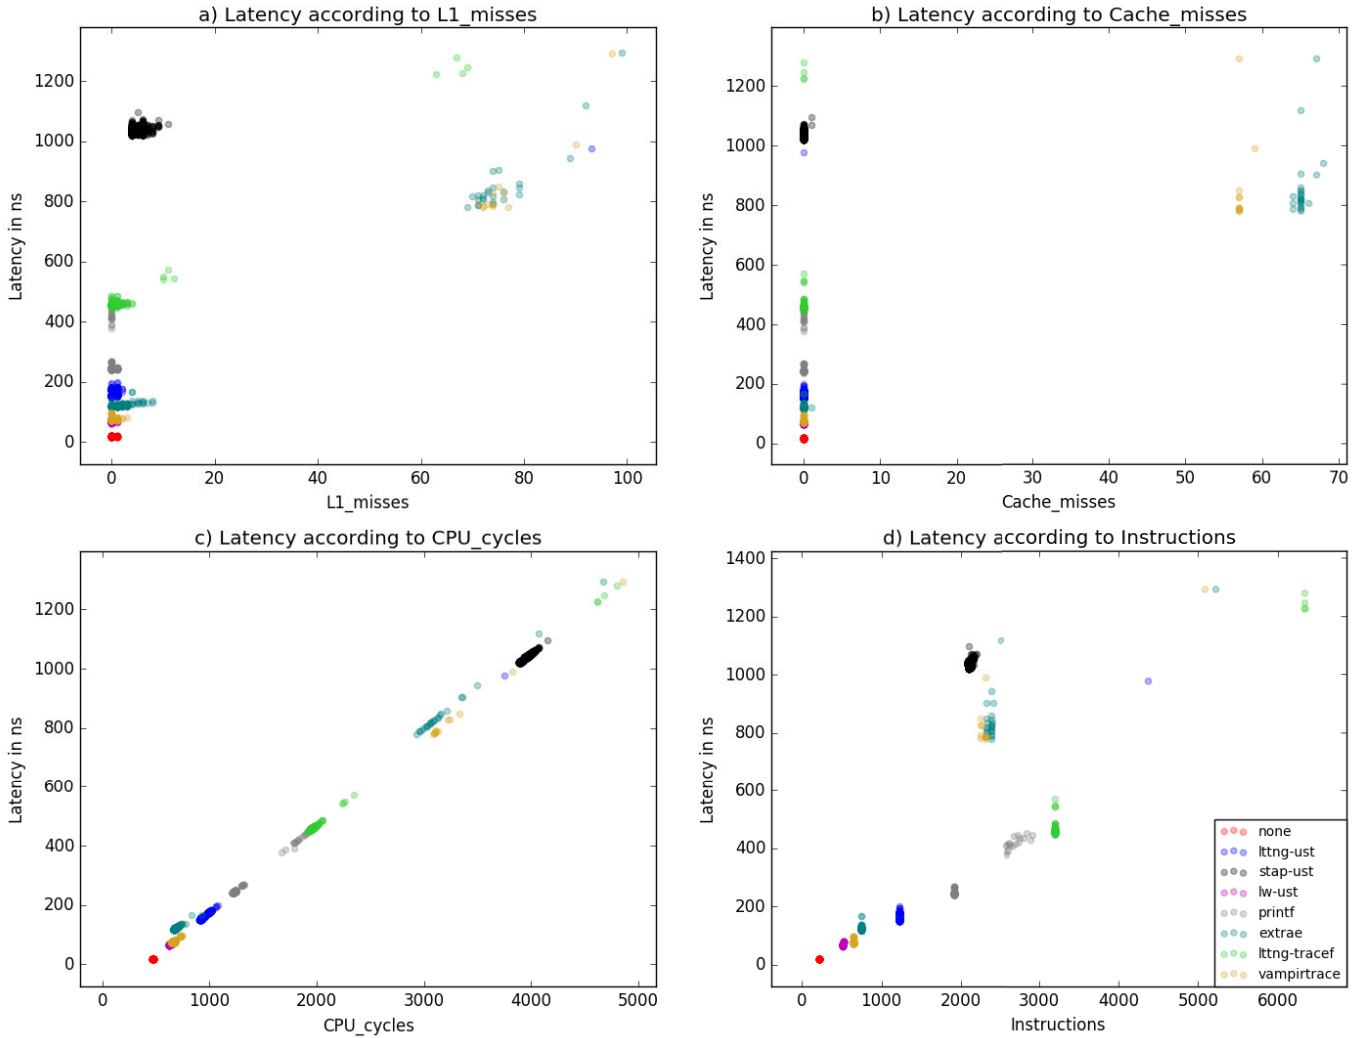 a) Latency according to L1_misses
Latency in ns
1200
1000
800
600
400
200
0
0 20 40 60 80 100
L1_misses
b) Latency according to Cache_misses
Latency in ns
1200
1000
800
600
400
200
0
0 10 20 30 40 50 60 70
Cache_misses
c) Latency according to CPU_cycles
Latency in ns
1200
1000
800
600
400
200
0
0 1000 2000 3000 4000 5000
CPU_cycles
d) Latency according to Instructions
Latency in ns
1400
1200
1000
800
600
400
200
0
0 1000 2000 3000 4000 5000 6000
Instructions
none
lttng-ust
stap-ust
lw-ust
printf
extrae
lttng-tracef
vampirtrace